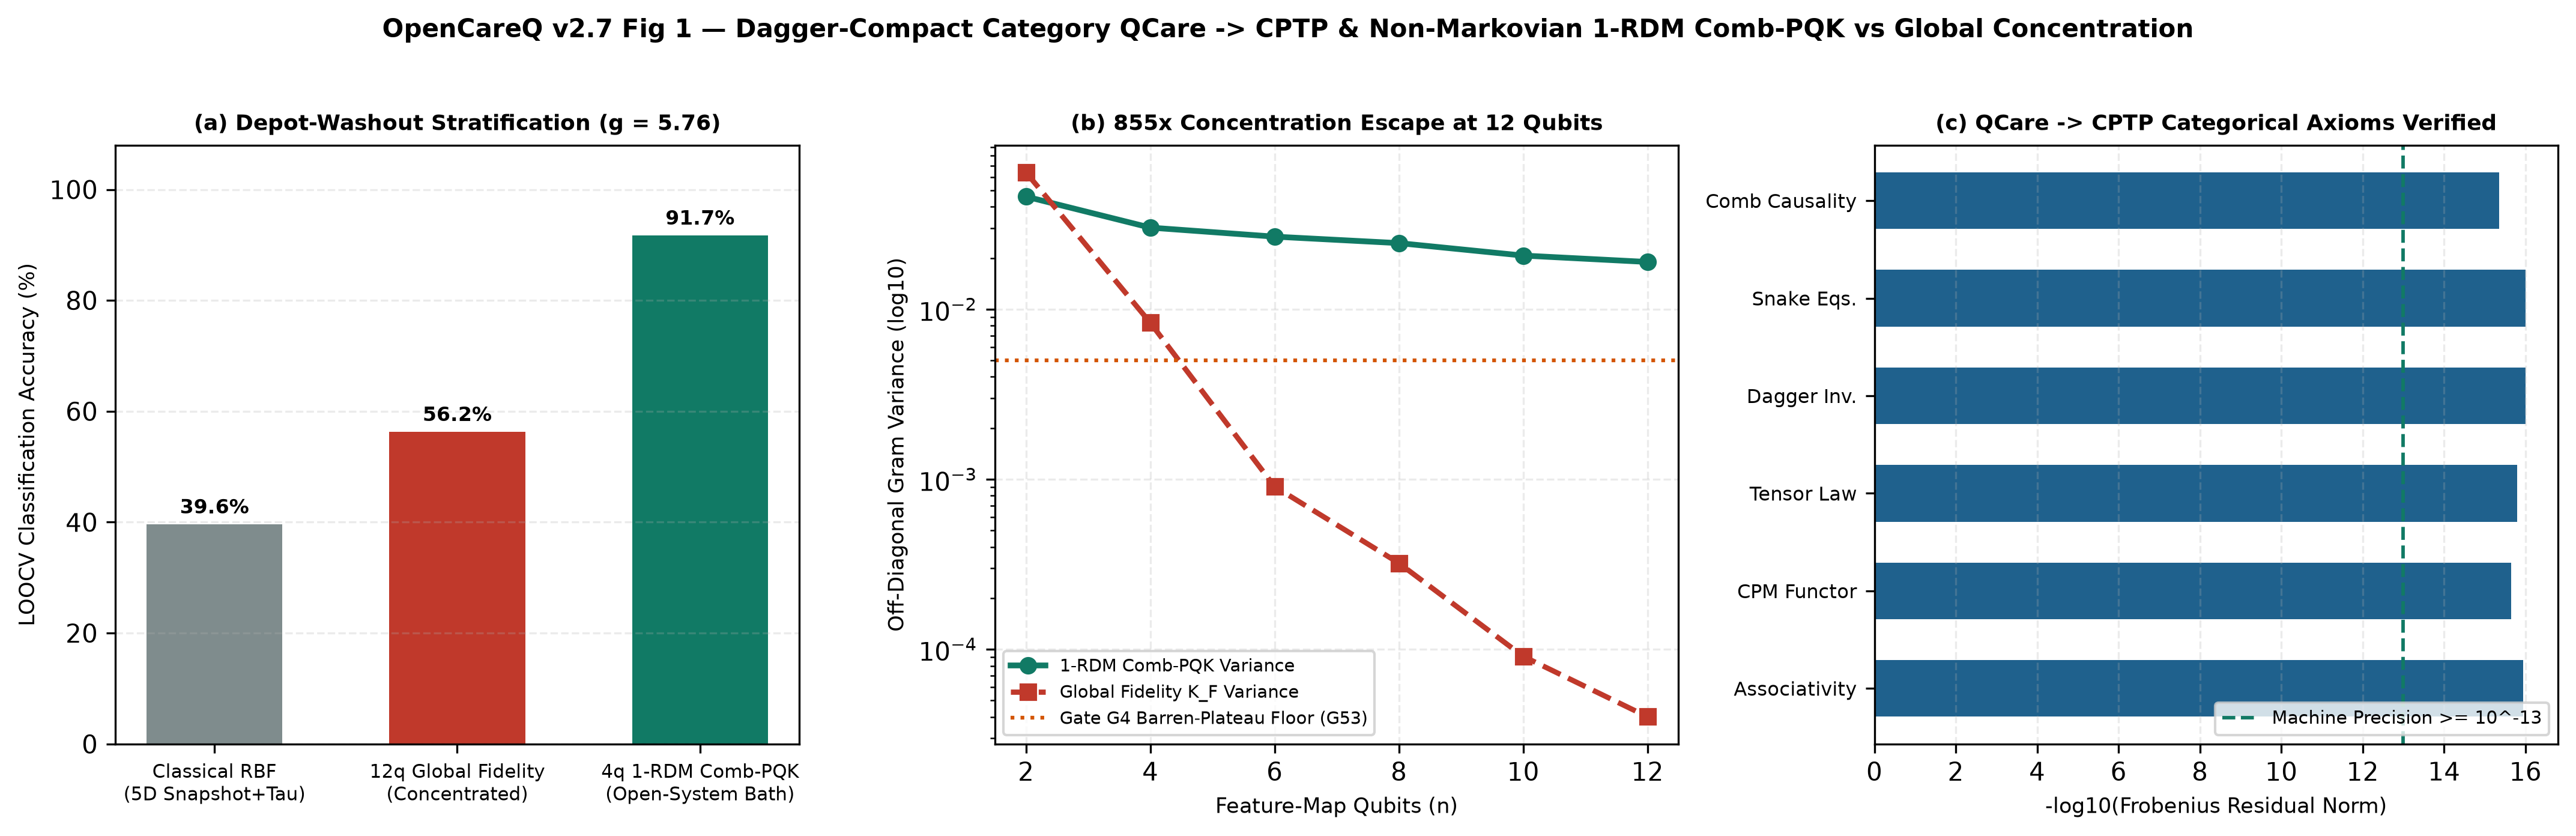 OpenCareQ v2.7 Fig 1 — Dagger-Compact Category QCare -> CPTP & Non-Markovian 1-RDM Comb-PQK vs Global Concentration
(a) Depot-Washout Stratification (g = 5.76)
LOOCV Classification Accuracy (%)
100
80
60
40
20
0
39.6%
56.2%
91.7%
Classical RBF
(5D Snapshot+Tau)
12q Global Fidelity
(Concentrated)
4q 1-RDM Comb-PQK
(Open-System Bath)
(b) 855x Concentration Escape at 12 Qubits
Off-Diagonal Gram Variance (log10)
10⁻²
10⁻³
10⁻⁴
1-RDM Comb-PQK Variance
Global Fidelity K_F Variance
Gate G4 Barren-Plateau Floor (G53)
2 4 6 8 10 12
Feature-Map Qubits (n)
(c) QCare -> CPTP Categorical Axioms Verified
Comb Causality
Snake Eqs.
Dagger Inv.
Tensor Law
CPM Functor
Associativity
Machine Precision >= 10^-13
0 2 4 6 8 10 12 14 16
-log10(Frobenius Residual Norm)